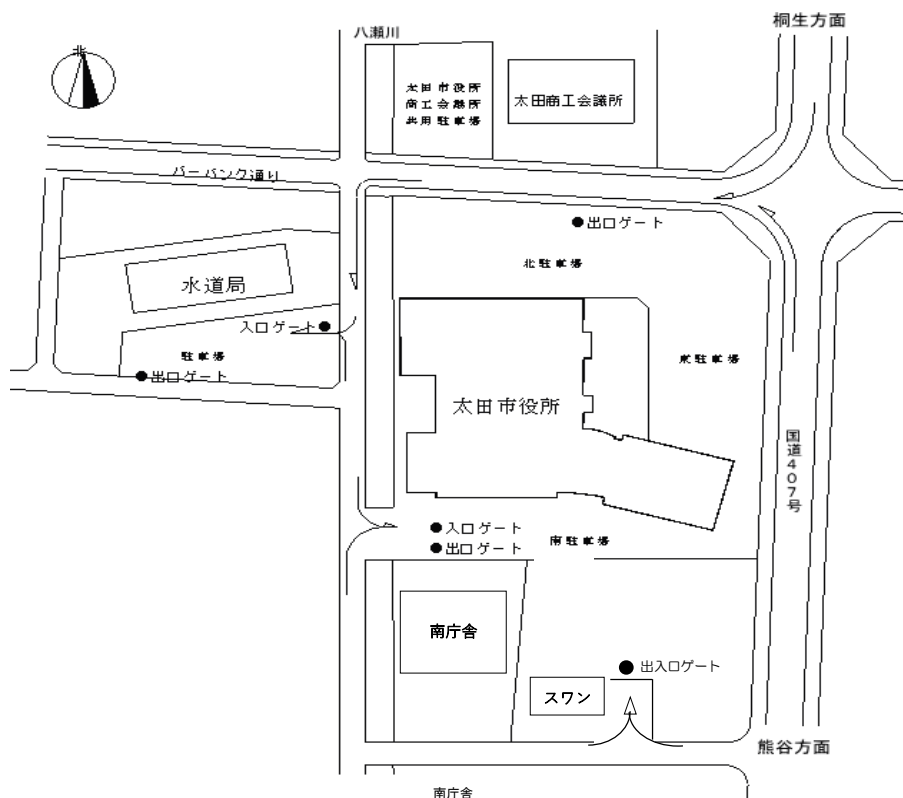 八瀬川
桐生方面
北
太田市役所
商工会議所
共用駐車場
太田商工会議所
バーバンク通り
出口ゲート
北駐車場
水道局
入口ゲート
駐車場
出口ゲート
東駐車場
太田市役所
国道407号
入口ゲート
出口ゲート
南駐車場
南庁舎
出入口ゲート
スワン
熊谷方面
南庁舎